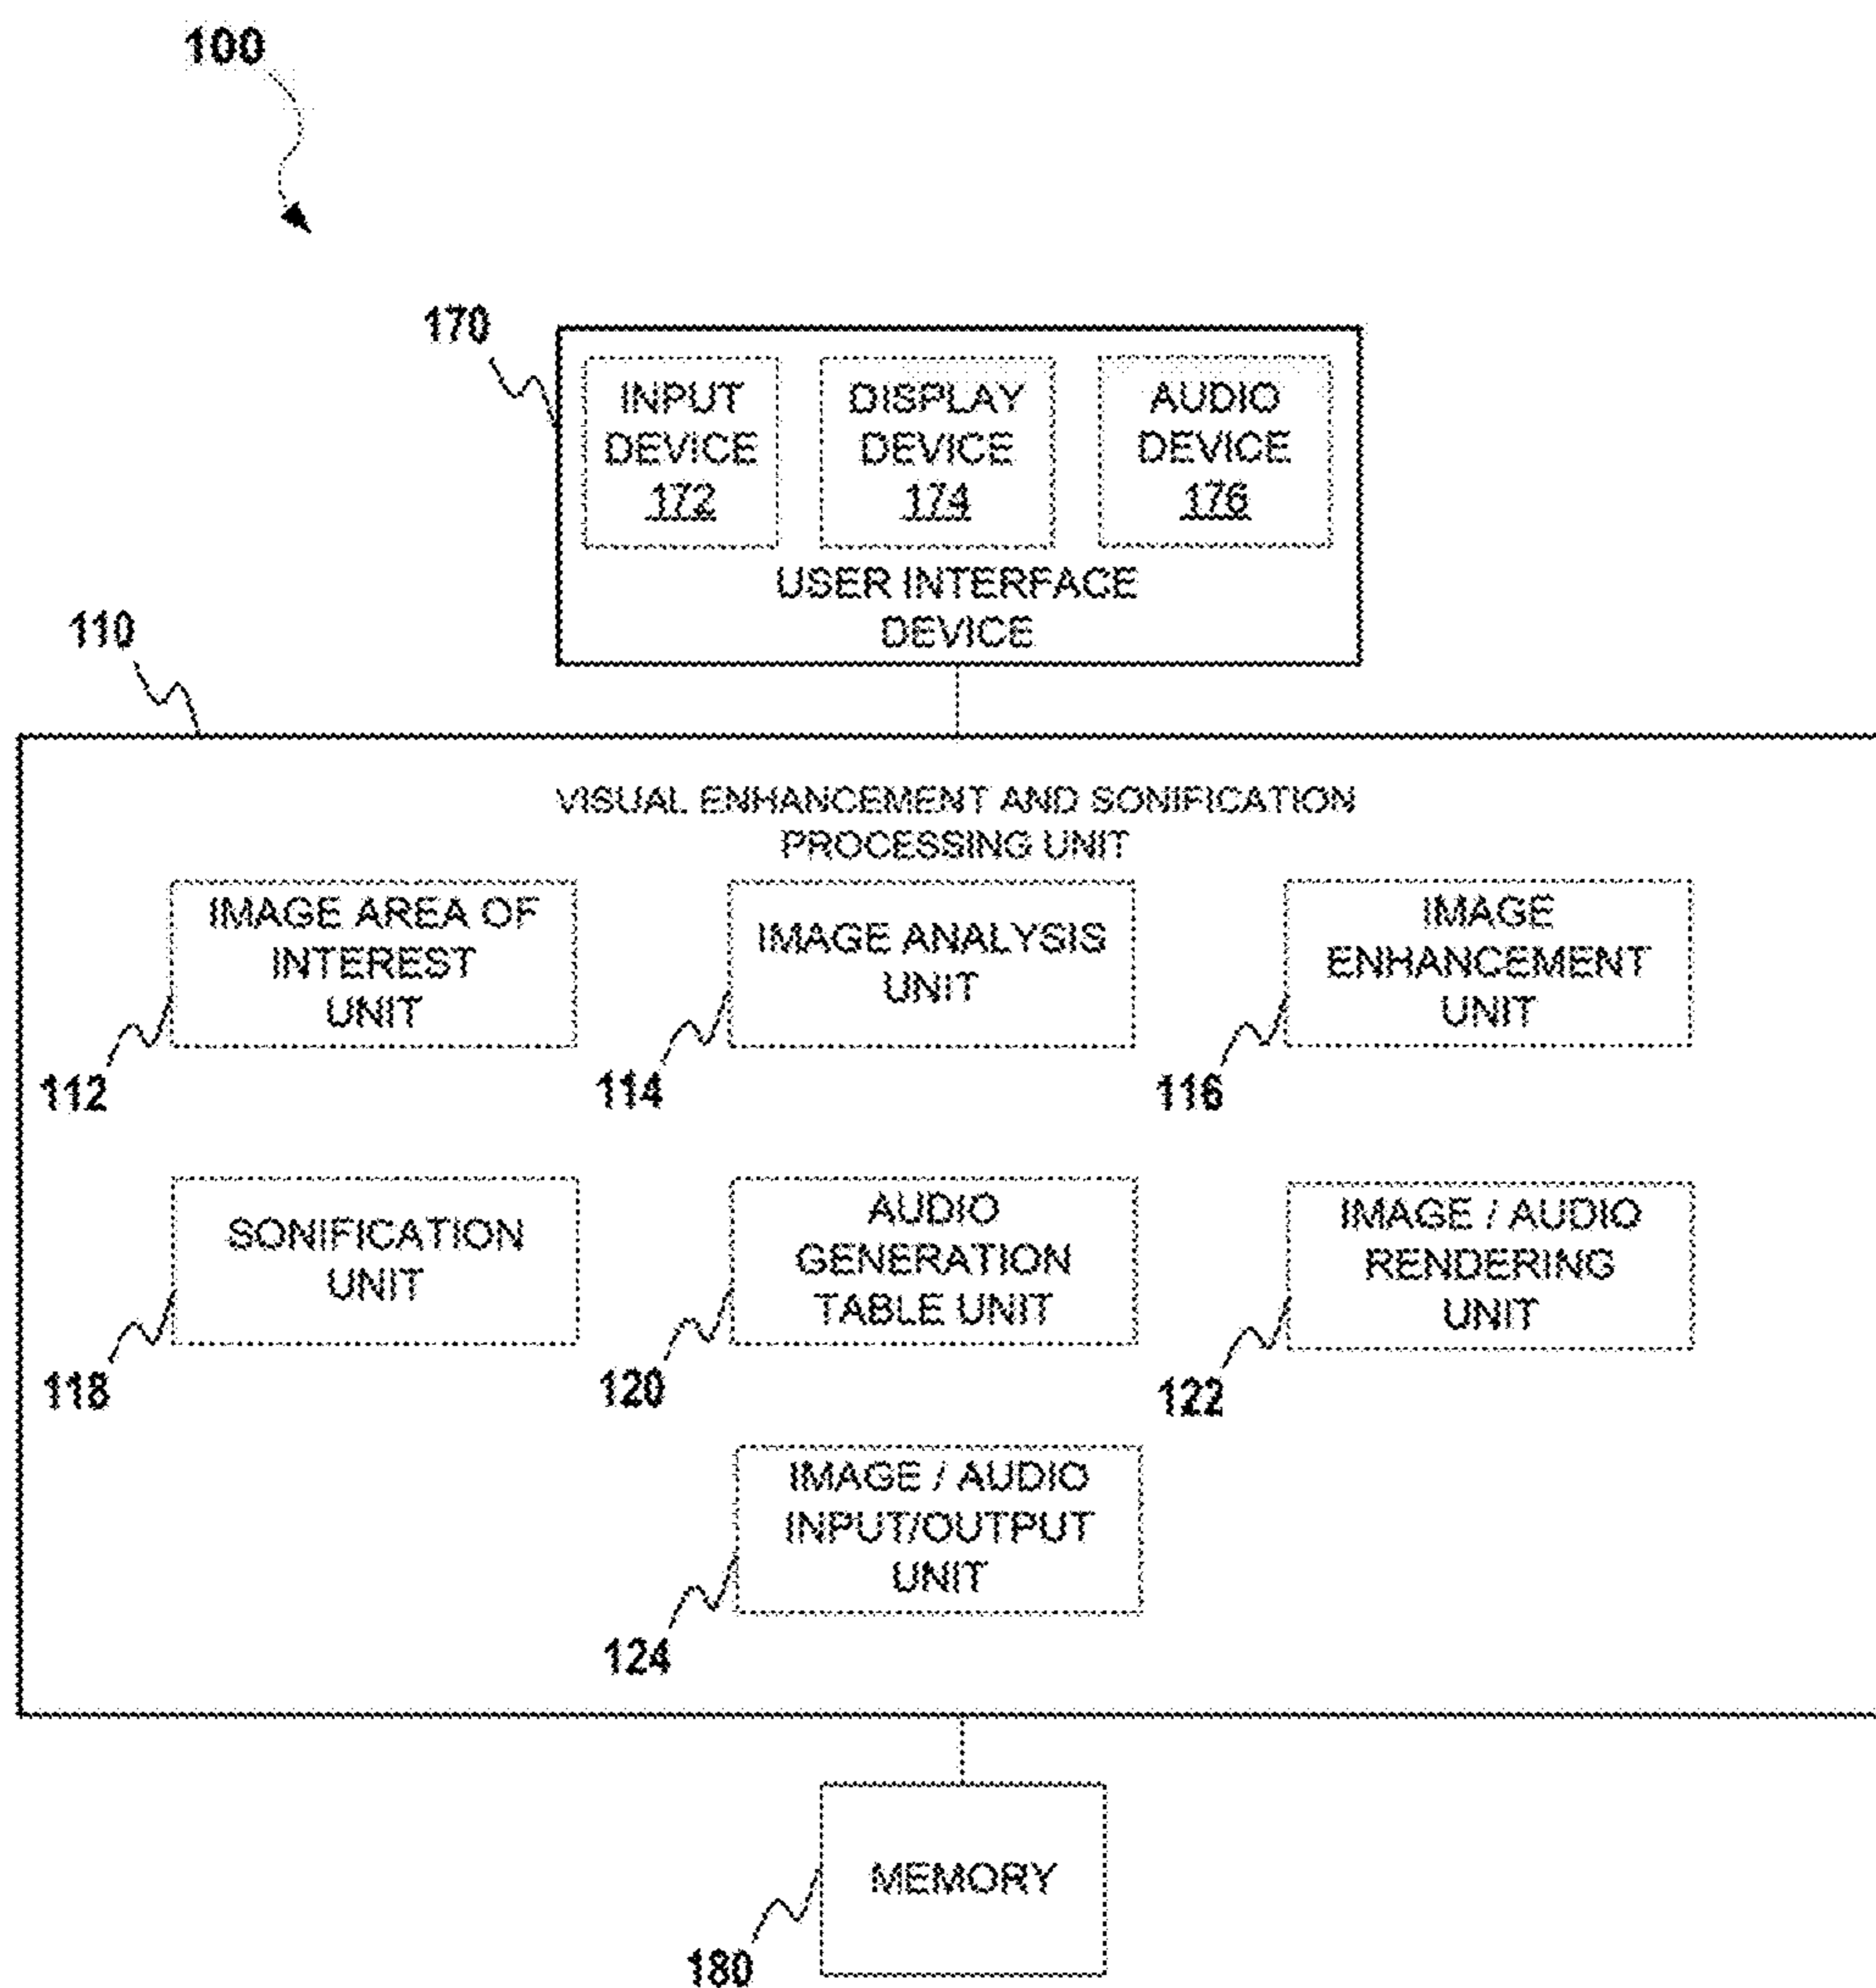 100
170
INPUT
DEVICE
172
DISPLAY
DEVICE
174
AUDIO
DEVICE
176
USER INTERFACE
DEVICE
110
VISUAL ENHANCEMENT AND SONIFICATION
PROCESSING UNIT
IMAGE AREA OF
INTEREST
UNIT
112
IMAGE ANALYSIS
UNIT
114
IMAGE
ENHANCEMENT
UNIT
116
SONIFICATION
UNIT
118
AUDIO
GENERATION
TABLE UNIT
120
IMAGE / AUDIO
RENDERING
UNIT
122
IMAGE / AUDIO
INPUT/OUTPUT
UNIT
124
MEMORY
180